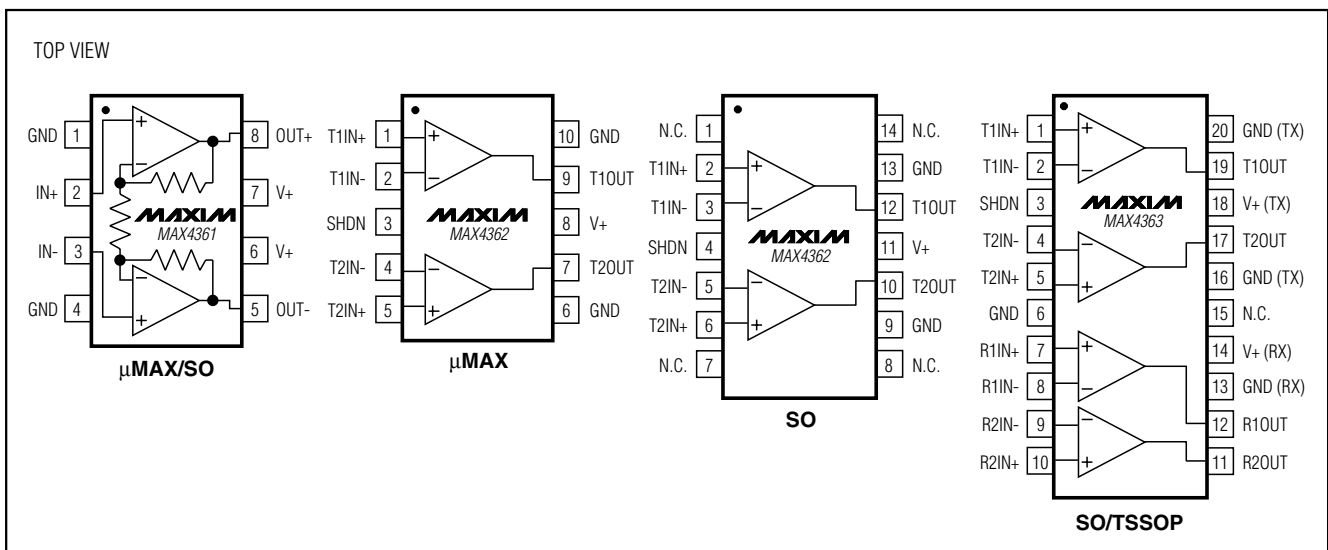 TOP VIEW
GND 1
IN+ 2
IN- 3
GND 4
8 OUT+
7 V+
6 V+
5 OUT-
+
−
−
+
MAXIM
MAX4361
μMAX/SO
T1IN+ 1
T1IN- 2
SHDN 3
T2IN- 4
T2IN+ 5
10 GND
9 T1OUT
8 V+
7 T2OUT
6 GND
+
−
−
+
MAXIM
MAX4362
μMAX
N.C. 1
T1IN+ 2
T1IN- 3
SHDN 4
T2IN- 5
T2IN+ 6
N.C. 7
14 N.C.
13 GND
12 T1OUT
11 V+
10 T2OUT
9 GND
8 N.C.
+
−
−
+
MAXIM
MAX4362
SO
T1IN+ 1
T1IN- 2
SHDN 3
T2IN- 4
T2IN+ 5
GND 6
R1IN+ 7
R1IN- 8
R2IN- 9
R2IN+ 10
20 GND (TX)
19 T1OUT
18 V+ (TX)
17 T2OUT
16 GND (TX)
15 N.C.
14 V+ (RX)
13 GND (RX)
12 R1OUT
11 R2OUT
+
−
−
+
+
−
−
+
MAXIM
MAX4363
SO/TSSOP